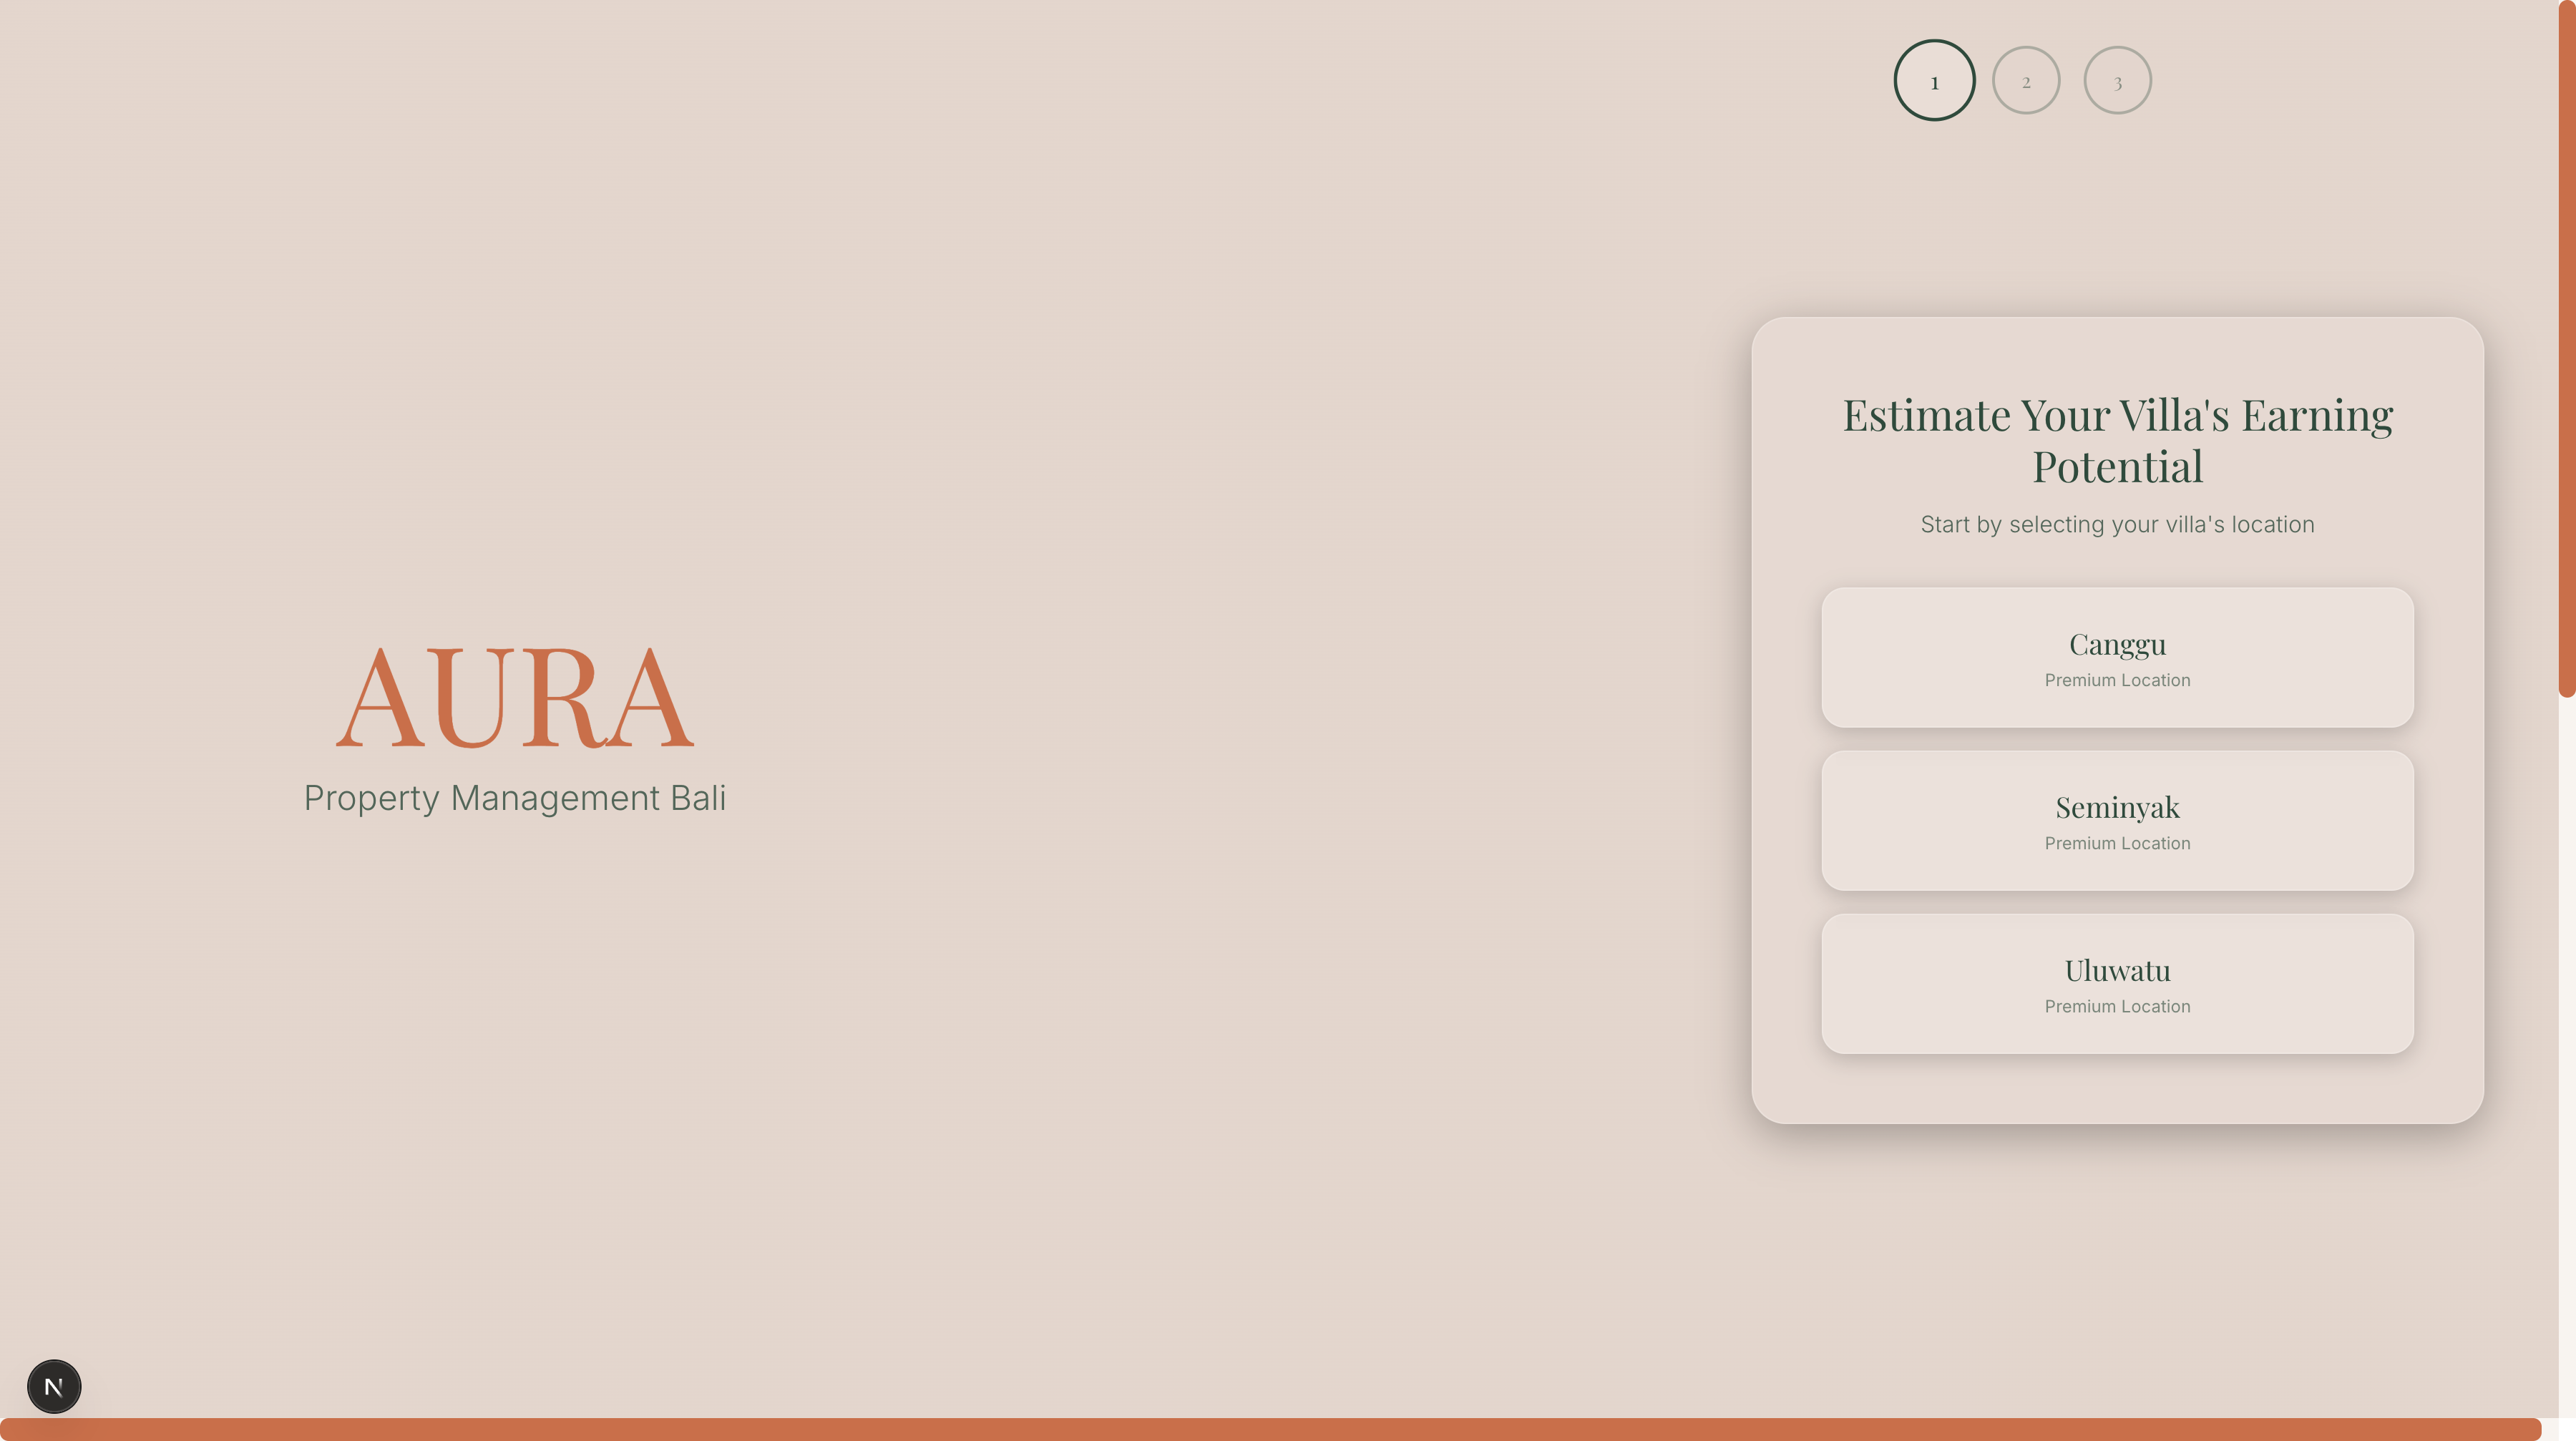 1 2 3
AURA
Property Management Bali
Estimate Your Villa's Earning
Potential
Start by selecting your villa's location
Canggu
Premium Location
Seminyak
Premium Location
Uluwatu
Premium Location
N